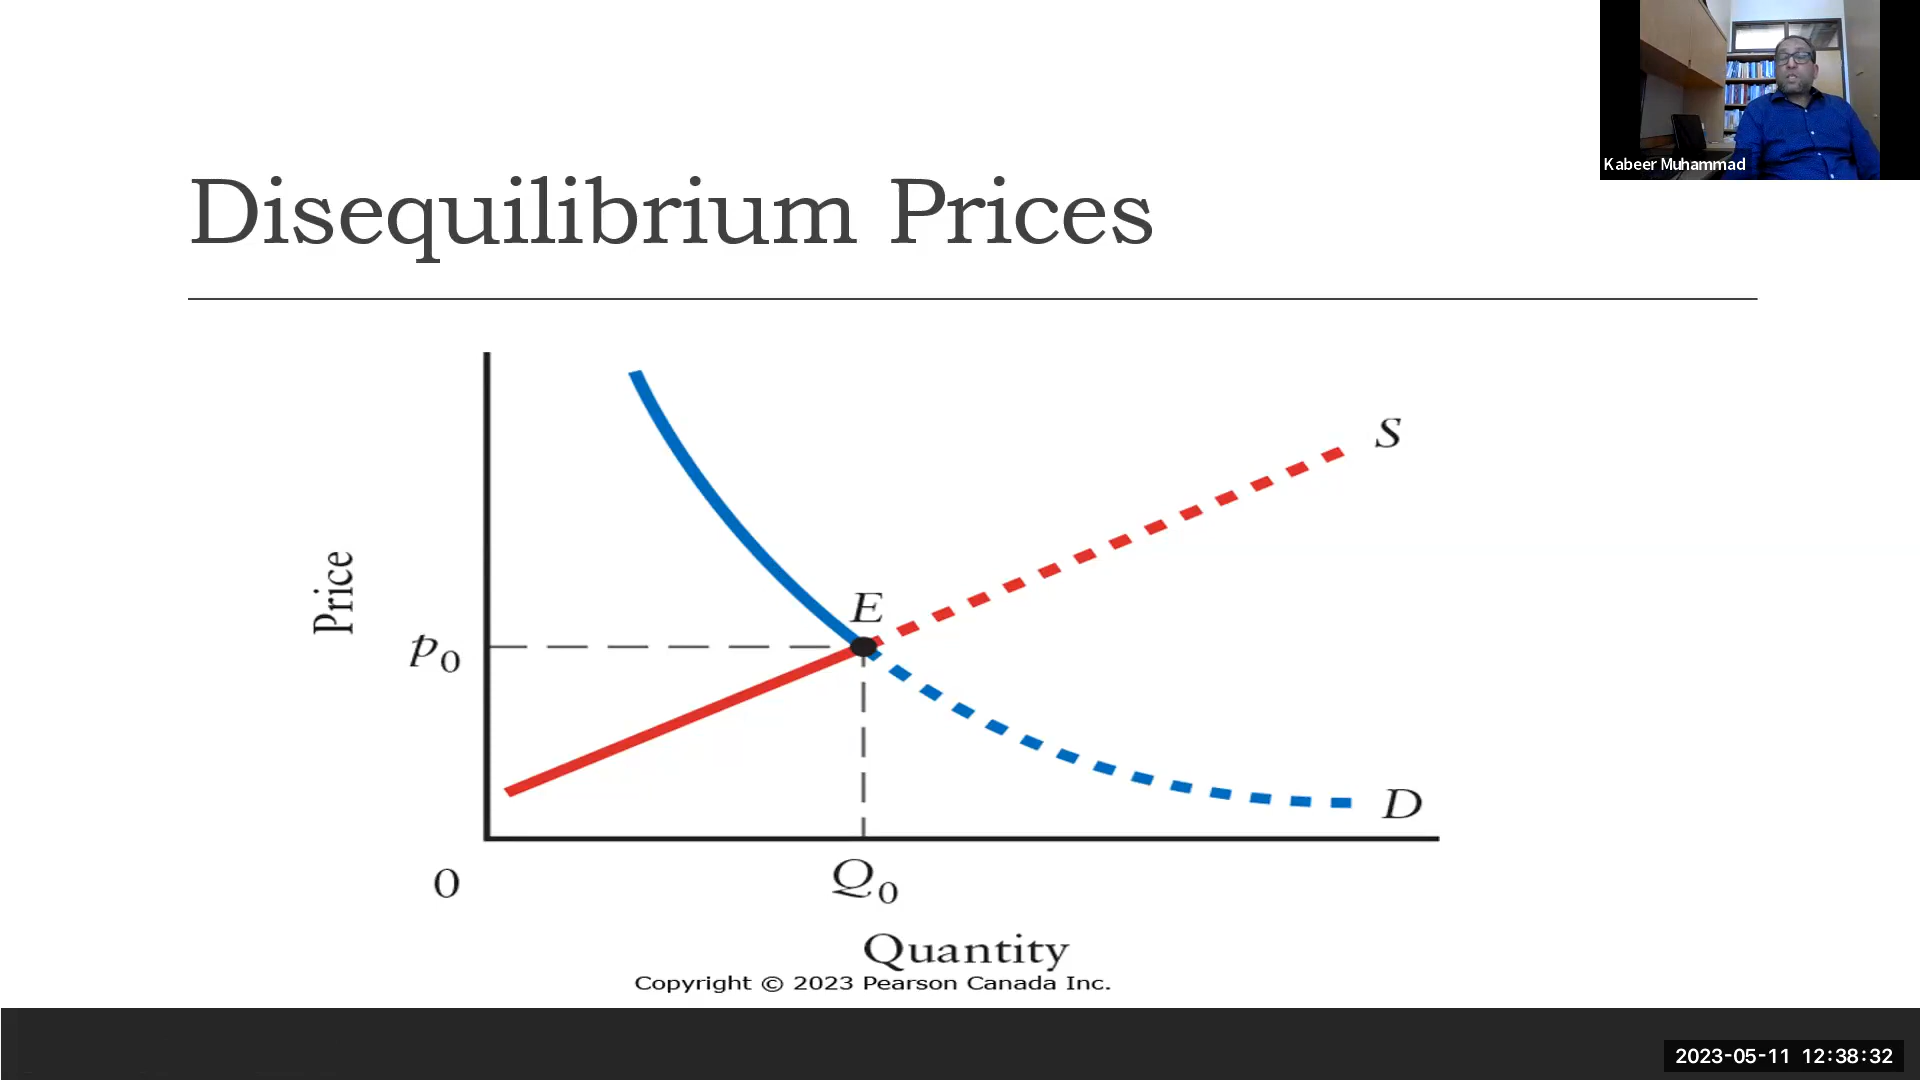 Kabeer Muhammad
Disequilibrium Prices
S
Price
E
p0
D
0
Q0
Quantity
Copyright © 2023 Pearson Canada Inc.
2023-05-11 12:38:32